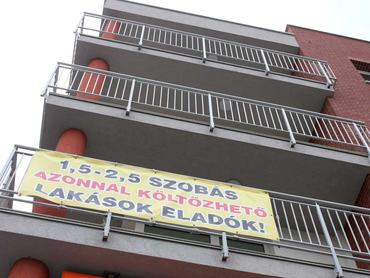 1,5-2,5 SZOBÁS
AZONNAL KÖLTÖZHETŐ
LAKÁSOK ELADÓK!